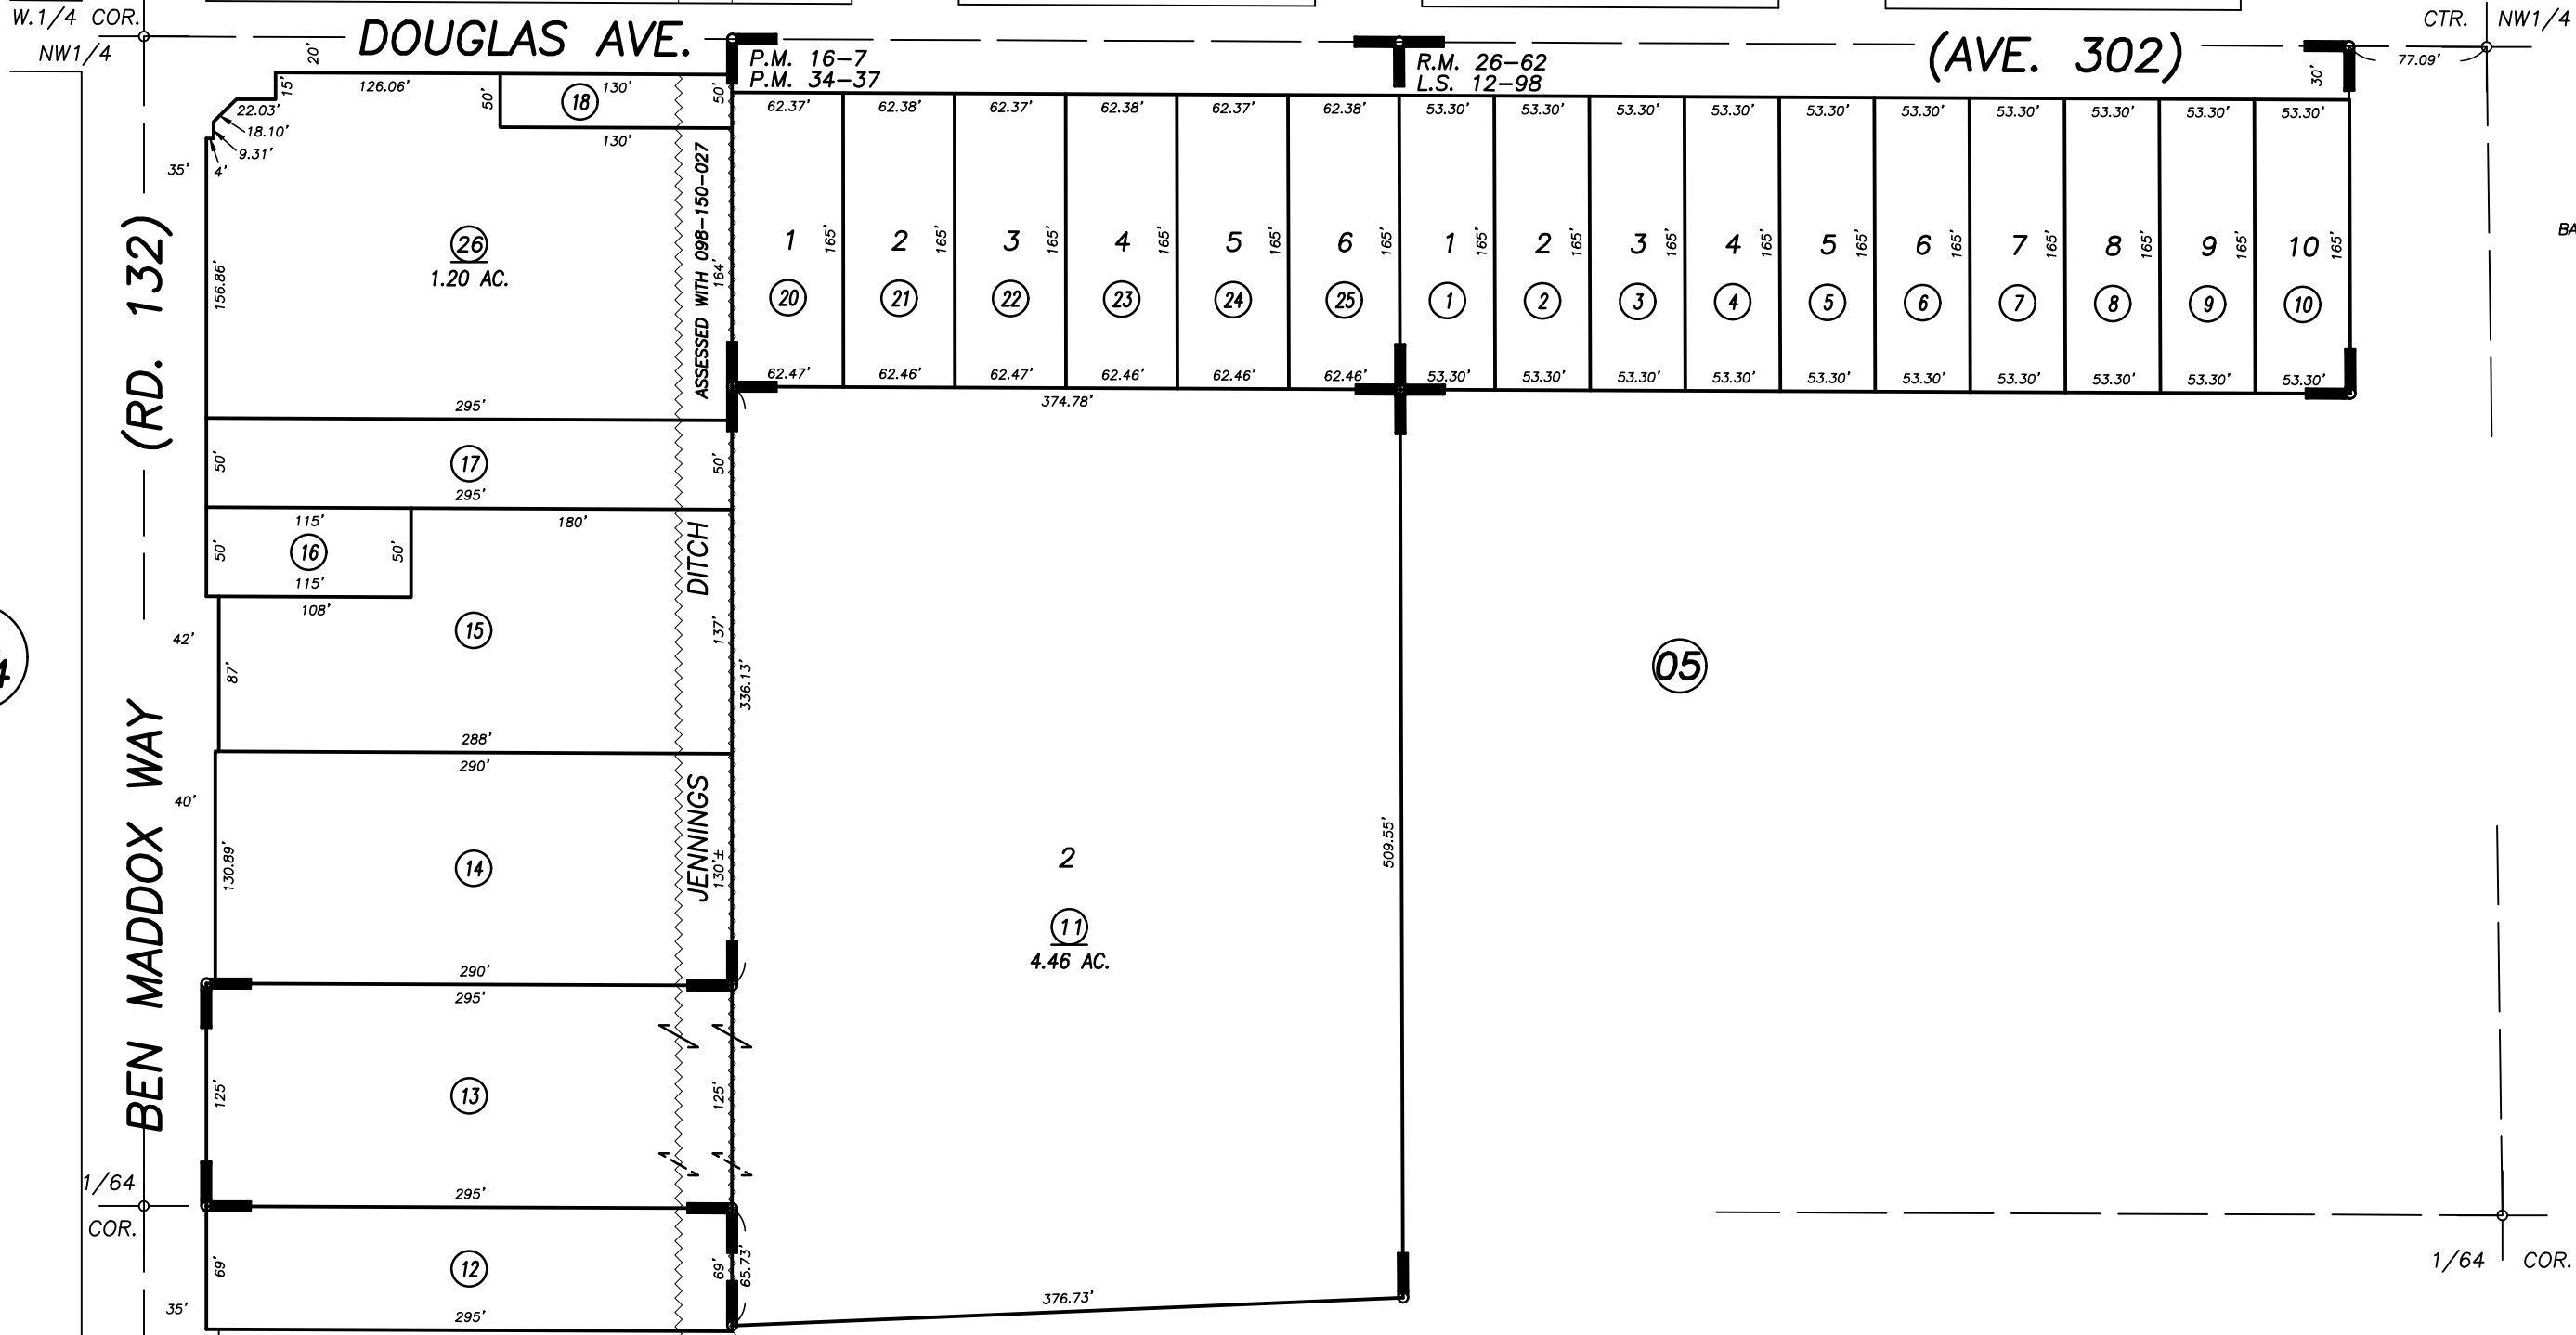 W.1/4 COR.
NW1/4
DOUGLAS AVE.
(AVE. 302)
CTR. NW1/4
20'
P.M. 16-7
P.M. 34-37
R.M. 26-62
L.S. 12-98
30'
77.09'
15'
126.06'
50'
18
130'
50'
130'
22.03'
18.10'
9.31'
4'
35'
62.37' 62.38' 62.37' 62.38' 62.37' 62.38' 53.30' 53.30' 53.30' 53.30' 53.30' 53.30' 53.30' 53.30' 53.30' 53.30'
(RD. 132)
156.86'
26
1.20 AC.
ASSESSED WITH 098-150-027
164'
1 165' 2 165' 3 165' 4 165' 5 165' 6 165' 1 165' 2 165' 3 165' 4 165' 5 165' 6 165' 7 165' 8 165' 9 165' 10 165'
BA
20 21 22 23 24 25 1 2 3 4 5 6 7 8 9 10
62.47' 62.46' 62.47' 62.46' 62.46' 62.46' 53.30' 53.30' 53.30' 53.30' 53.30' 53.30' 53.30' 53.30' 53.30' 53.30'
374.78'
295'
50'
17
50'
295'
115'
180'
50'
16
50'
115'
108'
DITCH
42'
15
137'
87'
336.13'
05
4
288'
290'
40'
BEN MADDOX WAY
130.89'
14
JENNINGS
130'±
509.55'
2
11
4.46 AC.
290'
295'
125'
13
125'
295'
1/64
COR.
69'
12
69'
65.73'
35'
295'
376.73'
1/64 COR.